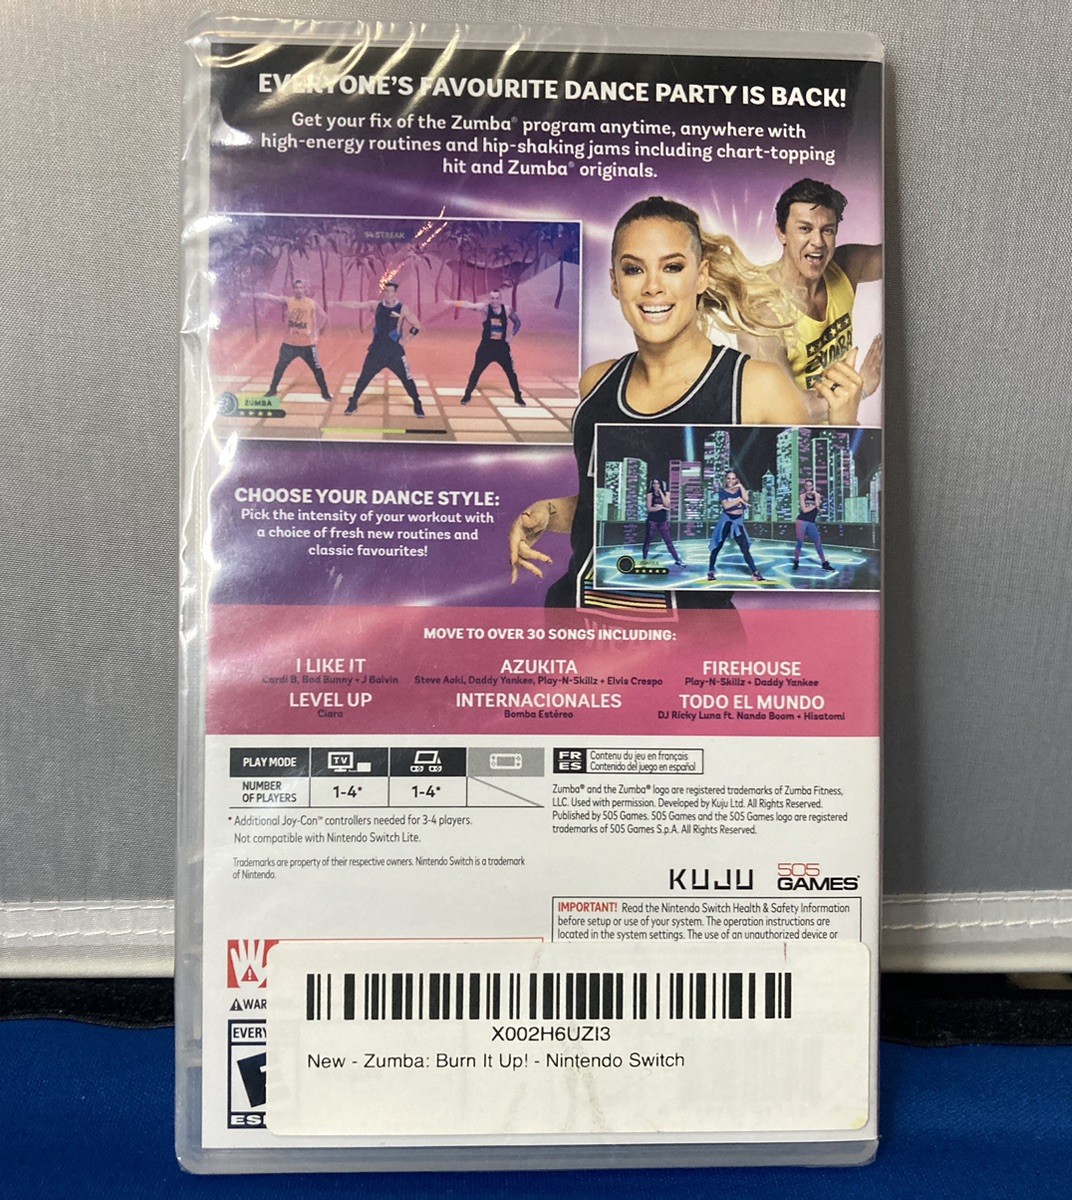 EVERYONE'S FAVOURITE DANCE PARTY IS BACK!
Get your fix of the Zumba® program anytime, anywhere with
high-energy routines and hip-shaking jams including chart-topping
hit and Zumba® originals.
STREAK
ZUMBA
CHOOSE YOUR DANCE STYLE:
Pick the intensity of your workout with
a choice of fresh new routines and
classic favourites!
MOVE TO OVER 30 SONGS INCLUDING:
I LIKE IT
Cardi B, Bad Bunny + J Balvin
AZUKITA
Steve Aoki, Daddy Yankee, Play-N-Skillz + Elvis Crespo
FIREHOUSE
Play-N-Skillz + Daddy Yankee
LEVEL UP
Ciara
INTERNACIONALES
Bomba Estéreo
TODO EL MUNDO
DJ Ricky Luna ft. Nando Boom + Hisatomi
PLAY MODE
TV
NUMBER
OF PLAYERS
1-4*
1-4*
* Additional Joy-Con™ controllers needed for 3-4 players.
Not compatible with Nintendo Switch Lite.
Trademarks are property of their respective owners. Nintendo Switch is a trademark
of Nintendo.
FR
ES
Contenu du jeu en français
Contenido del juego en español
Zumba® and the Zumba® logo are registered trademarks of Zumba Fitness,
LLC. Used with permission. Developed by Kuju Ltd. All Rights Reserved.
Published by 505 Games. 505 Games and the 505 Games logo are registered
trademarks of 505 Games S.p.A. All Rights Reserved.
KUJU
505
GAMES
IMPORTANT! Read the Nintendo Switch Health & Safety Information
before setup or use of your system. The operation instructions are
located in the system settings. The use of an unauthorized device or
WAR
EVERY
ES
X002H6UZI3
New - Zumba: Burn It Up! - Nintendo Switch